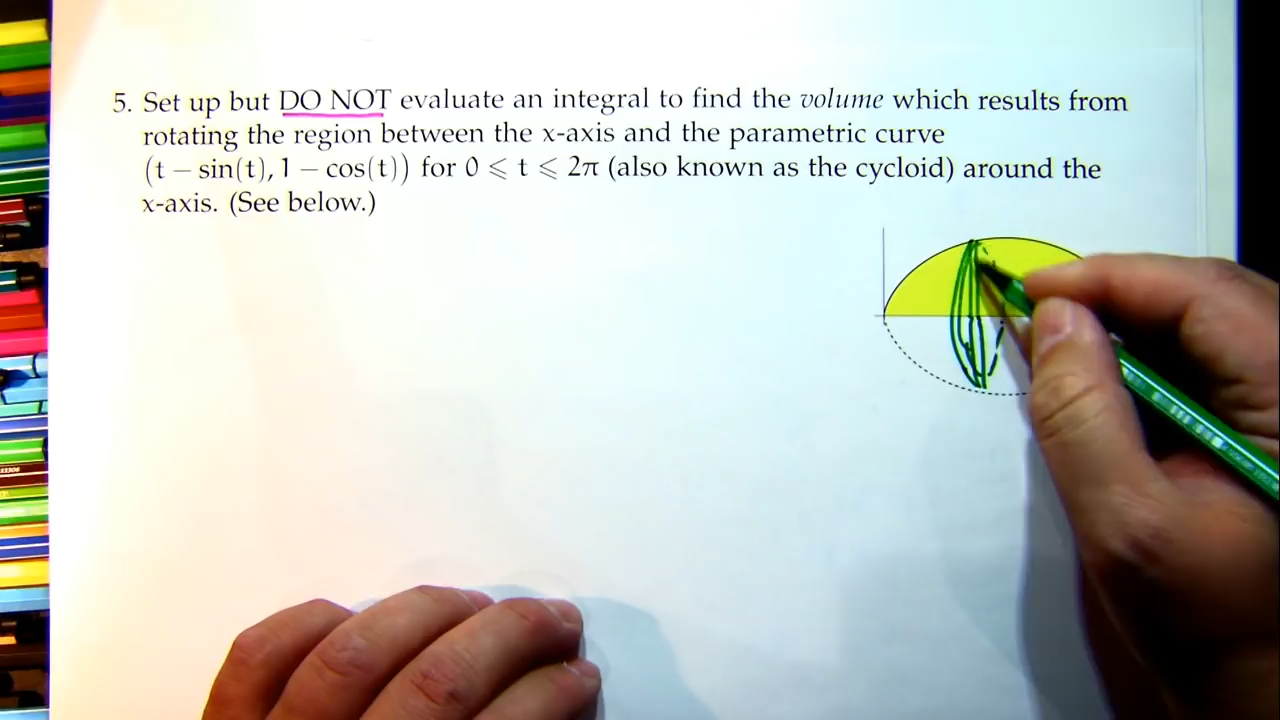 5. Set up but DO NOT evaluate an integral to find the volume which results from
rotating the region between the x-axis and the parametric curve
(t − sin(t), 1 − cos(t)) for 0 ⩽ t ⩽ 2π (also known as the cycloid) around the
x-axis. (See below.)